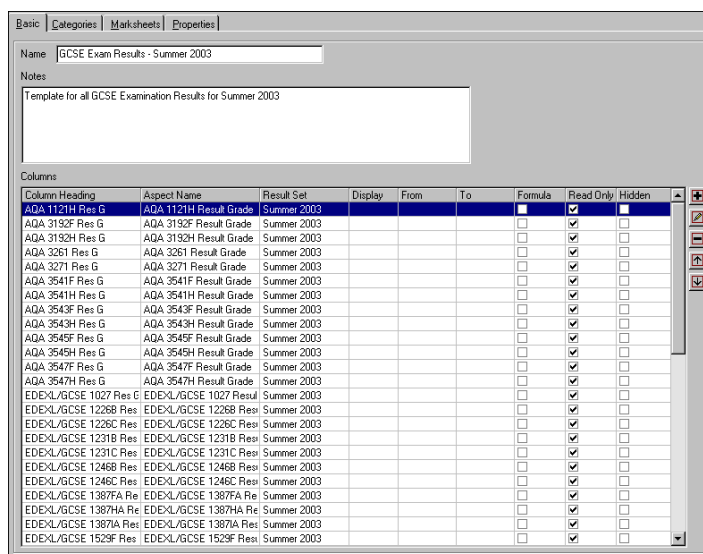 Basic Categories Marksheets Properties
Name GCSE Exam Results - Summer 2003
Notes
Template for all GCSE Examination Results for Summer 2003
Columns
Column Heading Aspect Name Result Set Display From To Formula Read Only Hidden
AQA 1121H Res G AQA 1121H Result Grade Summer 2003
AQA 3192F Res G AQA 3192F Result Grade Summer 2003
AQA 3192H Res G AQA 3192H Result Grade Summer 2003
AQA 3261 Res G AQA 3261 Result Grade Summer 2003
AQA 3271 Res G AQA 3271 Result Grade Summer 2003
AQA 3541F Res G AQA 3541F Result Grade Summer 2003
AQA 3541H Res G AQA 3541H Result Grade Summer 2003
AQA 3543F Res G AQA 3543F Result Grade Summer 2003
AQA 3543H Res G AQA 3543H Result Grade Summer 2003
AQA 3545F Res G AQA 3545F Result Grade Summer 2003
AQA 3545H Res G AQA 3545H Result Grade Summer 2003
AQA 3547F Res G AQA 3547F Result Grade Summer 2003
AQA 3547H Res G AQA 3547H Result Grade Summer 2003
EDEXL/GCSE 1027 Res G EDEXL/GCSE 1027 Resul Summer 2003
EDEXL/GCSE 1226B Res EDEXL/GCSE 1226B Res Summer 2003
EDEXL/GCSE 1226C Res EDEXL/GCSE 1226C Res Summer 2003
EDEXL/GCSE 1231B Res EDEXL/GCSE 1231B Res Summer 2003
EDEXL/GCSE 1231C Res EDEXL/GCSE 1231C Res Summer 2003
EDEXL/GCSE 1246B Res EDEXL/GCSE 1246B Res Summer 2003
EDEXL/GCSE 1246C Res EDEXL/GCSE 1246C Res Summer 2003
EDEXL/GCSE 1387FA Re EDEXL/GCSE 1387FA Re Summer 2003
EDEXL/GCSE 1387HA Re EDEXL/GCSE 1387HA Re Summer 2003
EDEXL/GCSE 1387IA Res EDEXL/GCSE 1387IA Res Summer 2003
EDEXL/GCSE 1529F Res EDEXL/GCSE 1529F Res Summer 2003